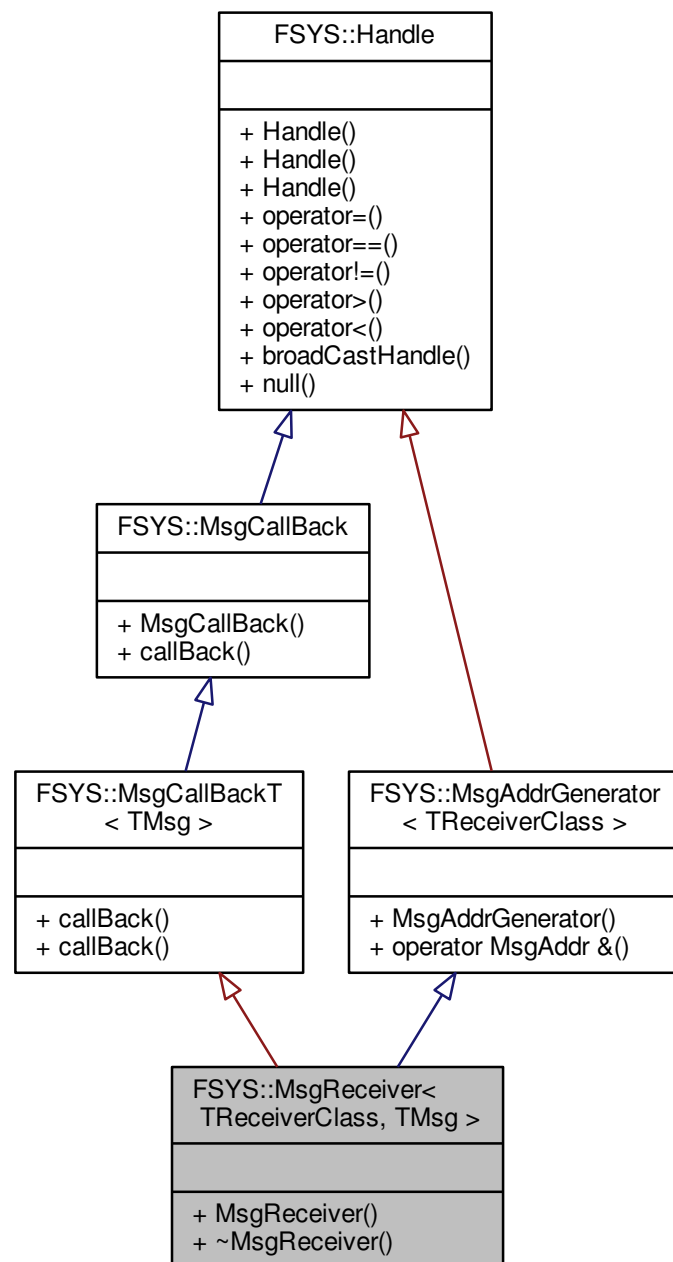 FSYS::Handle
+ Handle()
+ Handle()
+ Handle()
+ operator=()
+ operator==()
+ operator!=()
+ operator>()
+ operator<()
+ broadCastHandle()
+ null()
FSYS::MsgCallBack
+ MsgCallBack()
+ callBack()
FSYS::MsgCallBackT
< TMsg >
+ callBack()
+ callBack()
FSYS::MsgAddrGenerator
< TReceiverClass >
+ MsgAddrGenerator()
+ operator MsgAddr &()
FSYS::MsgReceiver<
TReceiverClass, TMsg >
+ MsgReceiver()
+ ~MsgReceiver()